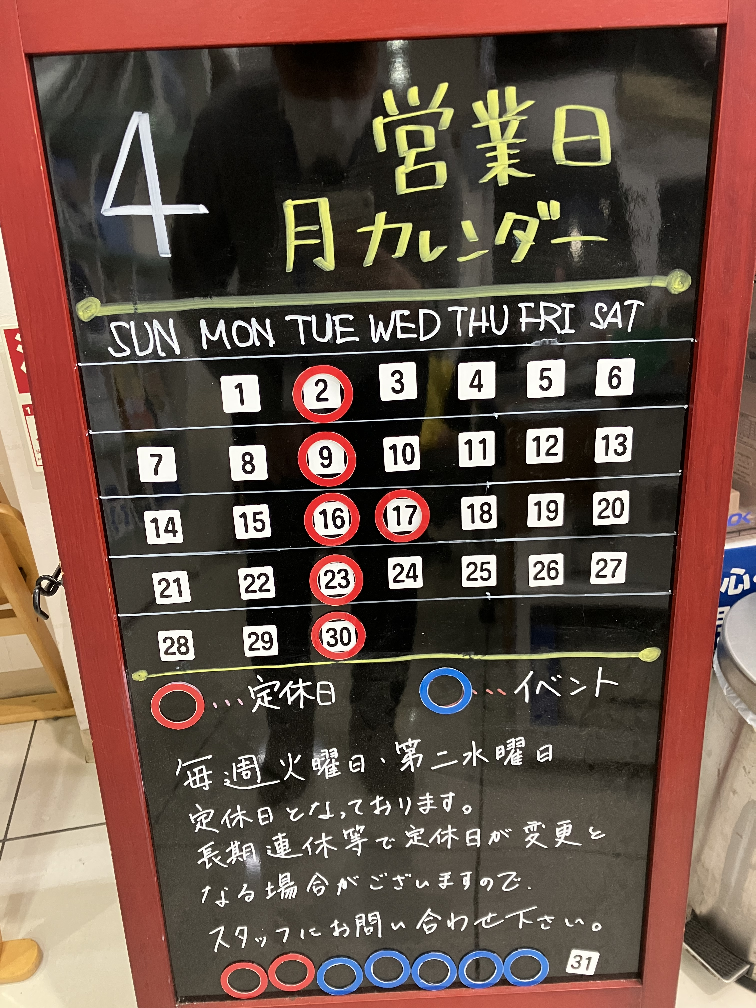 4
営業日
月カレンダー
SUN MON TUE WED THU FRI SAT
1 2 3 4 5 6
7 8 9 10 11 12 13
14 15 16 17 18 19 20
21 22 23 24 25 26 27
28 29 30
…定休日 …イベント
毎週火曜日・第二水曜日
定休日となっております。
長期連休等で定休日が変更と
なる場合がございますので、
スタッフにお問い合わせ下さい。
31